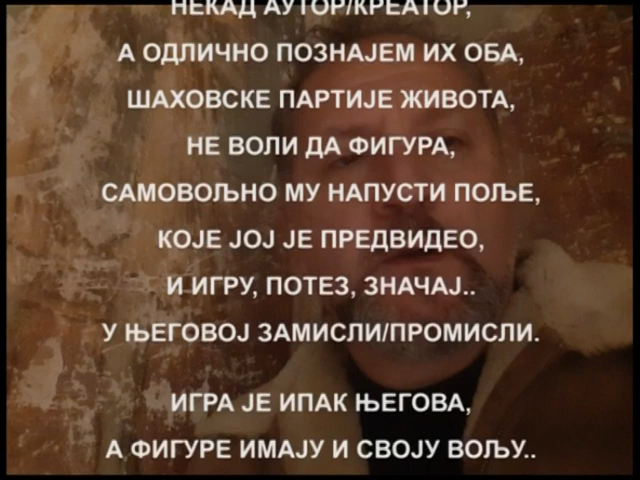 НЕКАД АУТОР/КРЕАТОР,
А ОДЛИЧНО ПОЗНАЈЕМ ИХ ОБА,
ШАХОВСКЕ ПАРТИЈЕ ЖИВОТА,
НЕ ВОЛИ ДА ФИГУРА,
САМОВОЉНО МУ НАПУСТИ ПОЉЕ,
КОЈЕ ЈОЈ ЈЕ ПРЕДВИДЕО,
И ИГРУ, ПОТЕЗ, ЗНАЧАЈ..
У ЊЕГОВОЈ ЗАМИСЛИ/ПРОМИСЛИ.
ИГРА ЈЕ ИПАК ЊЕГОВА,
А ФИГУРЕ ИМАЈУ И СВОЈУ ВОЉУ..